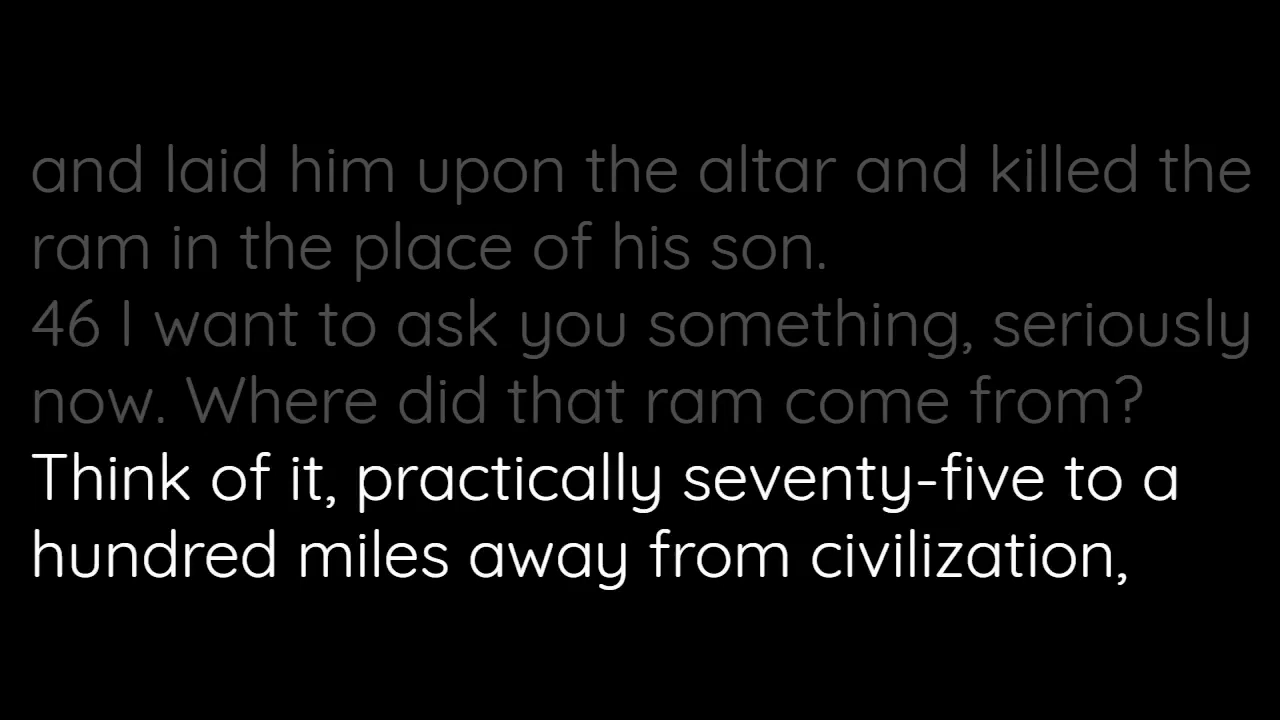 and laid him upon the altar and killed the
ram in the place of his son.
46 I want to ask you something, seriously
now. Where did that ram come from?
Think of it, practically seventy-five to a
hundred miles away from civilization,